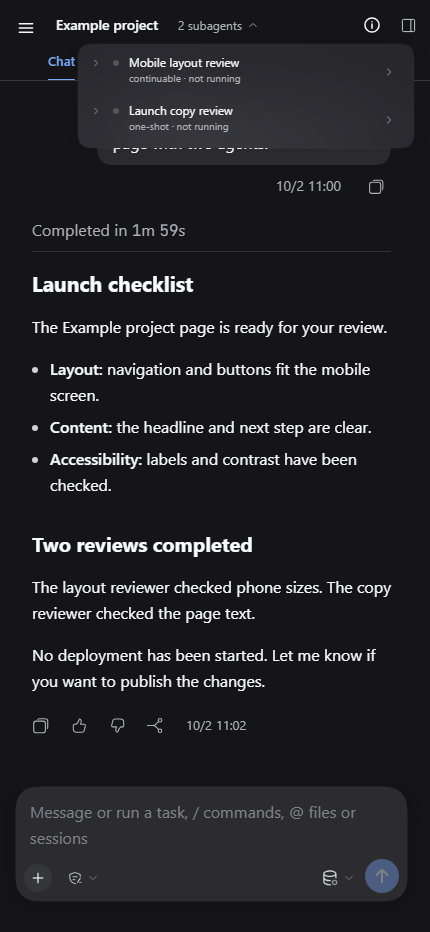 Example project 2 subagents
Chat
Mobile layout review
continuable · not running
Launch copy review
one-shot · not running
page with two agents.
10/2 11:00
Completed in 1m 59s
Launch checklist
The Example project page is ready for your review.
Layout: navigation and buttons fit the mobile
screen.
Content: the headline and next step are clear.
Accessibility: labels and contrast have been
checked.
Two reviews completed
The layout reviewer checked phone sizes. The copy
reviewer checked the page text.
No deployment has been started. Let me know if
you want to publish the changes.
10/2 11:02
Message or run a task, / commands, @ files or
sessions